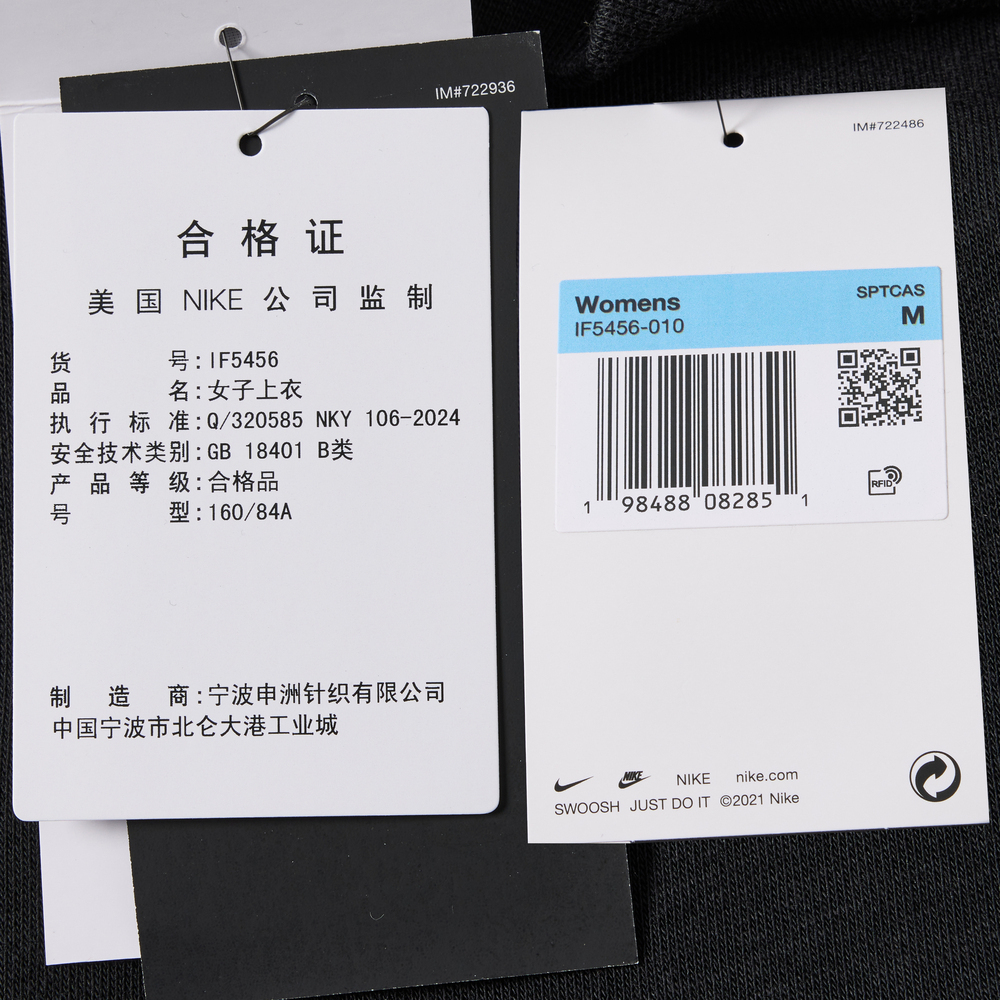 IM#722936
合格证
美国NIKE公司监制
货号:IF5456
品名:女子上衣
执行标准:Q/320585 NKY 106-2024
安全技术类别:GB 18401 B类
产品等级:合格品
号型:160/84A
制造商:宁波申洲针织有限公司
中国宁波市北仑大港工业城
IM#722486
Womens SPTCAS
IF5456-010 M
RFID
1 98488 08285 1
NIKE NIKE nike.com
SWOOSH JUST DO IT ©2021 Nike